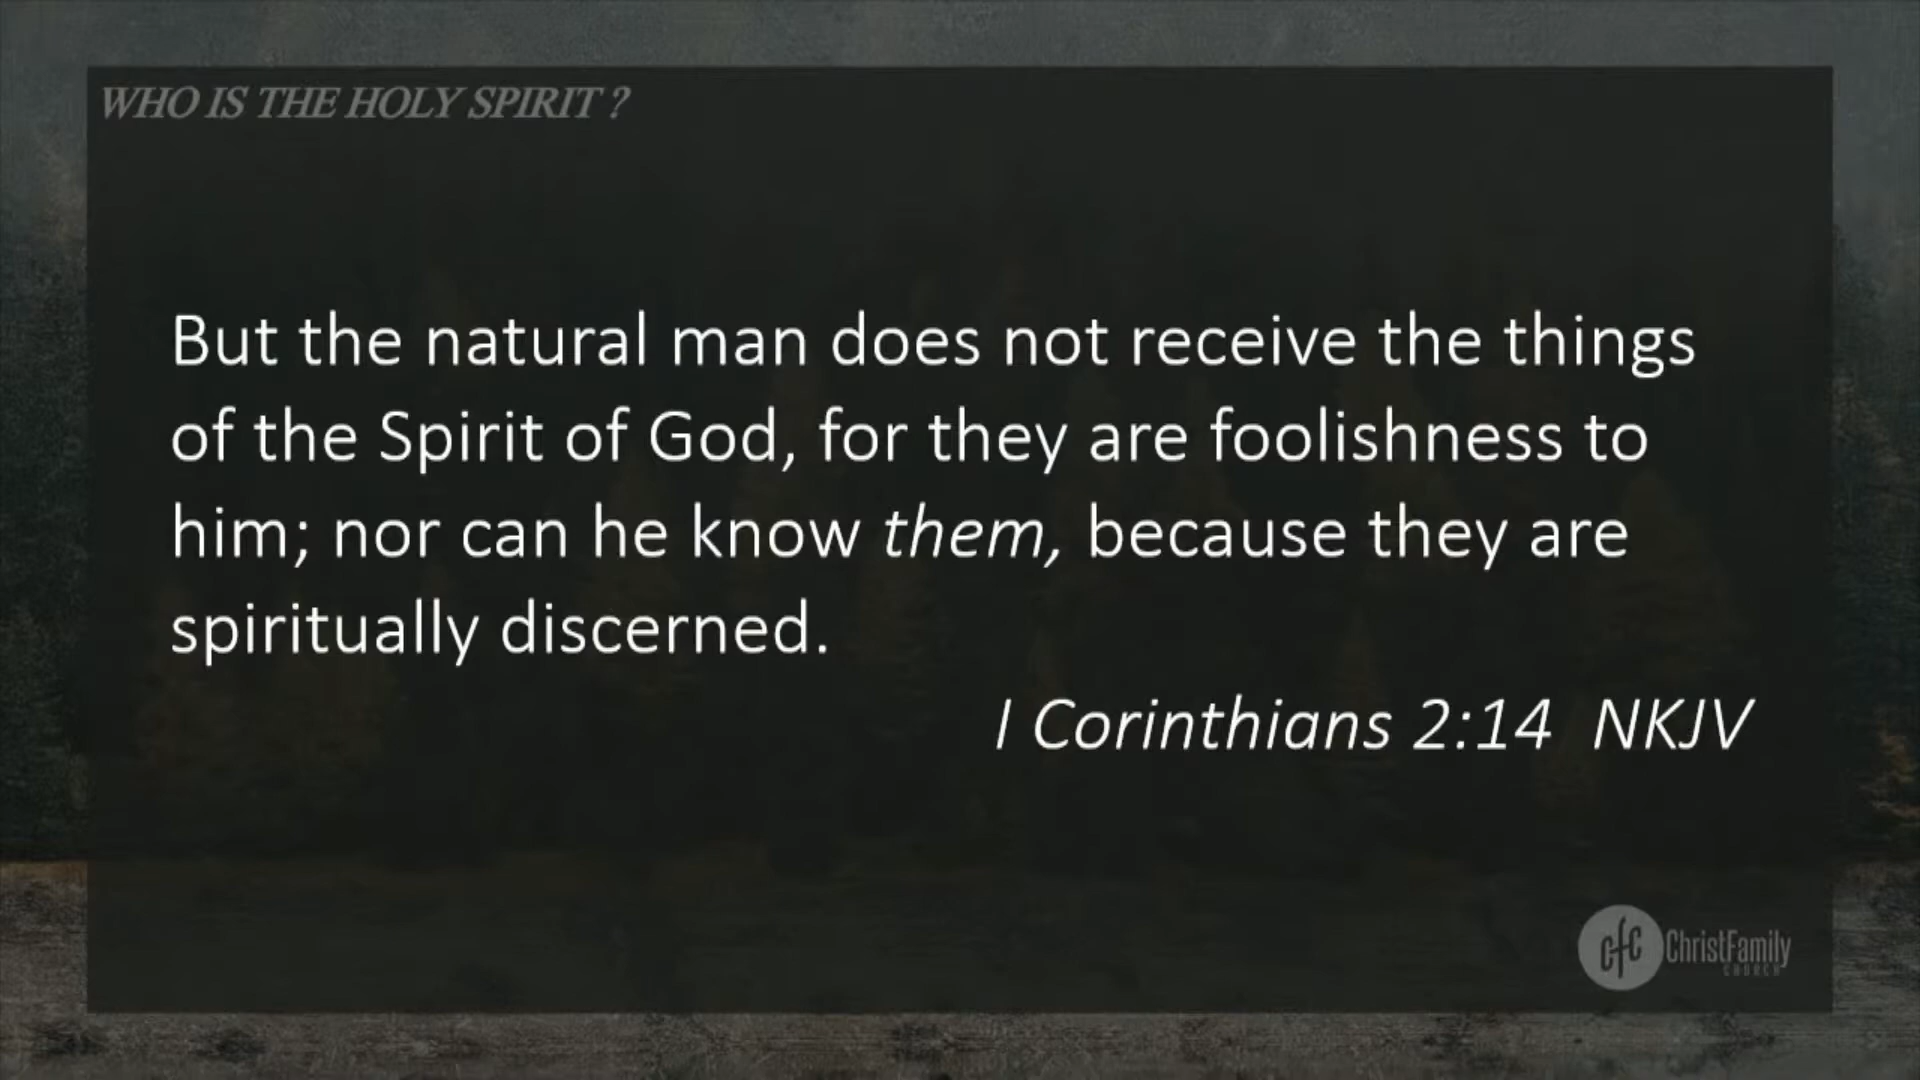 WHO IS THE HOLY SPIRIT ?
But the natural man does not receive the things
of the Spirit of God, for they are foolishness to
him; nor can he know them, because they are
spiritually discerned.
I Corinthians 2:14 NKJV
cfc ChristFamily
CHURCH